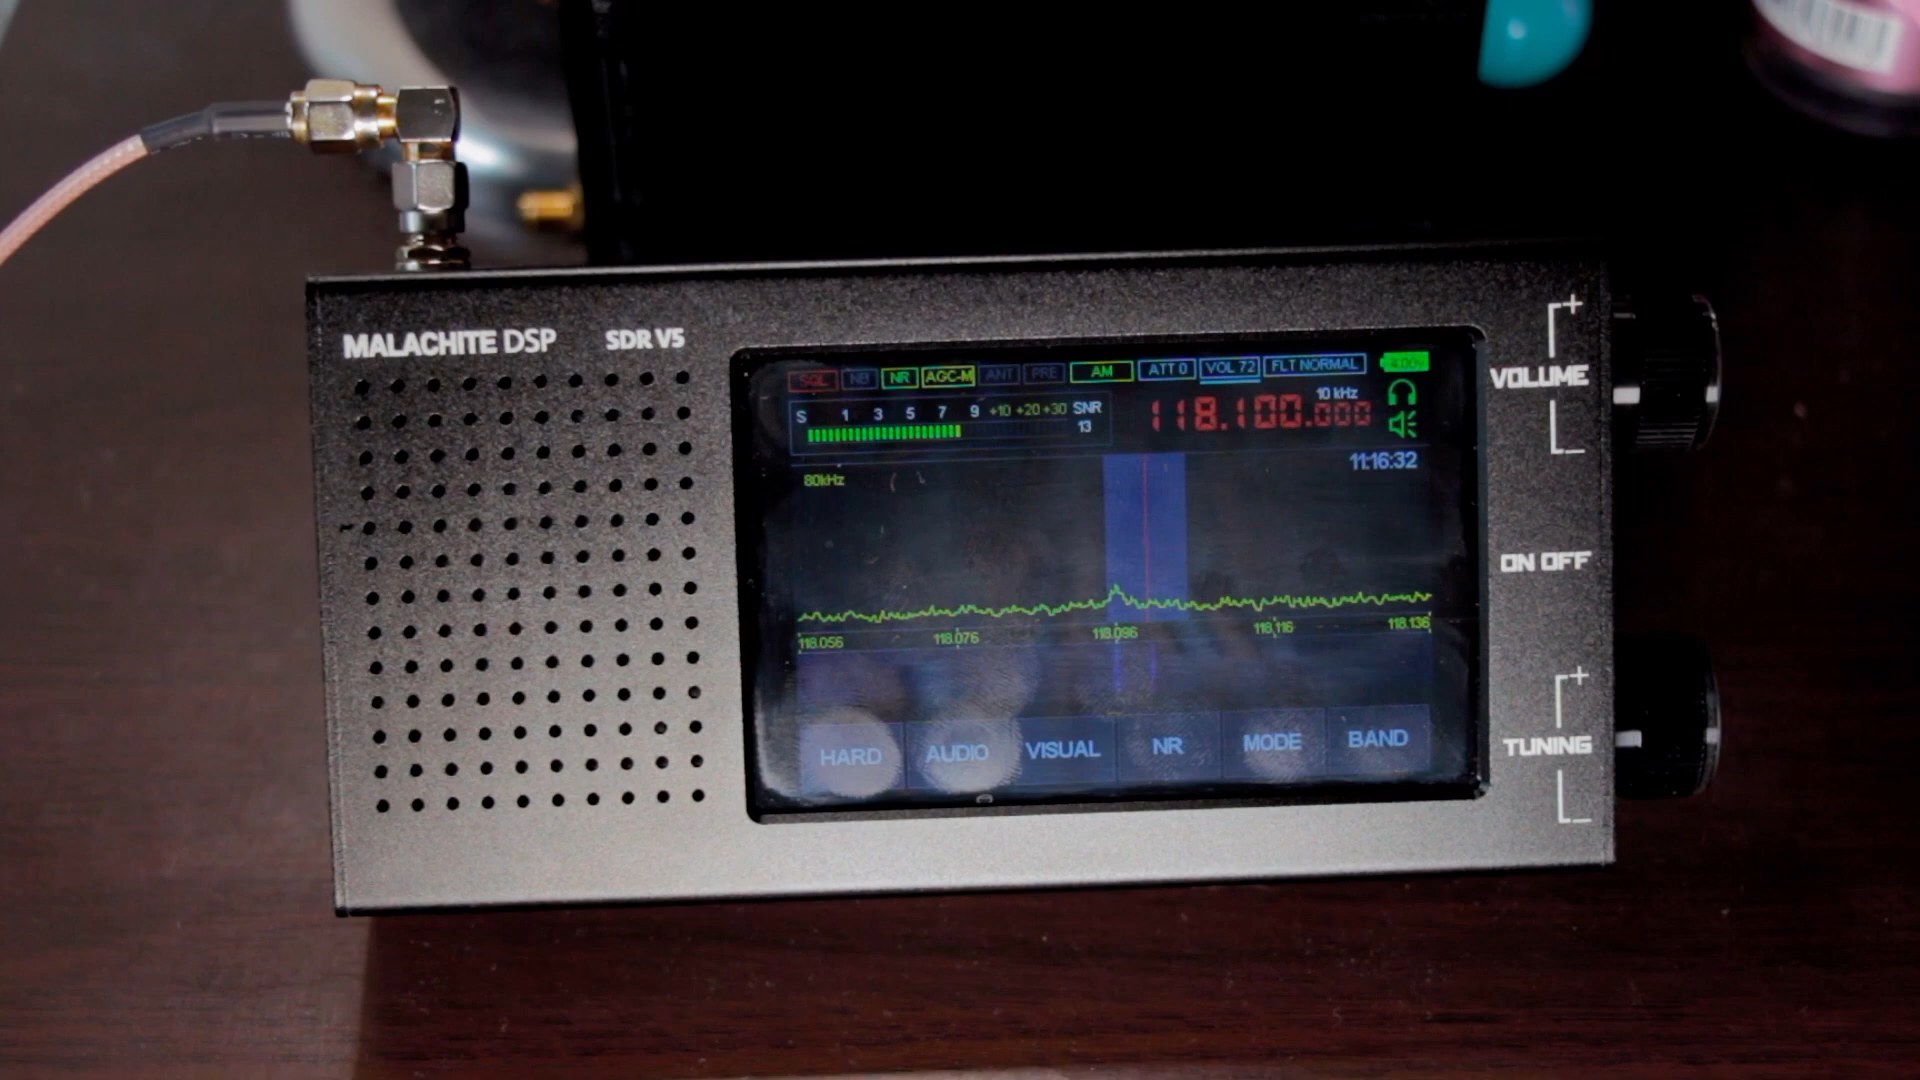 MALACHITE DSP SDR V5
SQL NB NR AGC-M ANT PRE AM ATT 0 VOL 72 FLT NORMAL 4.00V
S 1 3 5 7 9 +10 +20 +30 SNR
13
10 kHz
118.100.000
11:16:32
80kHz
118.056 118.076 118.096 118.116 118.136
HARD AUDIO VISUAL NR MODE BAND
+
VOLUME
-
ON OFF
+
TUNING
-